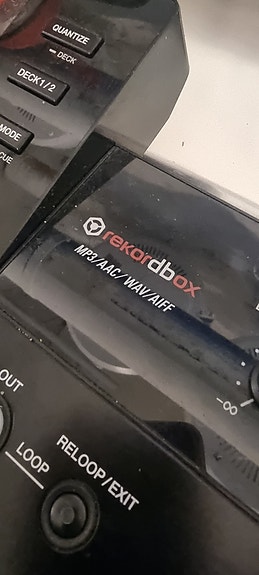 QUANTIZE
– DECK
DECK1/2
MODE
CUE
rekordbox
MP3/AAC/WAV/AIFF
-∞
OUT
RELOOP/EXIT
LOOP